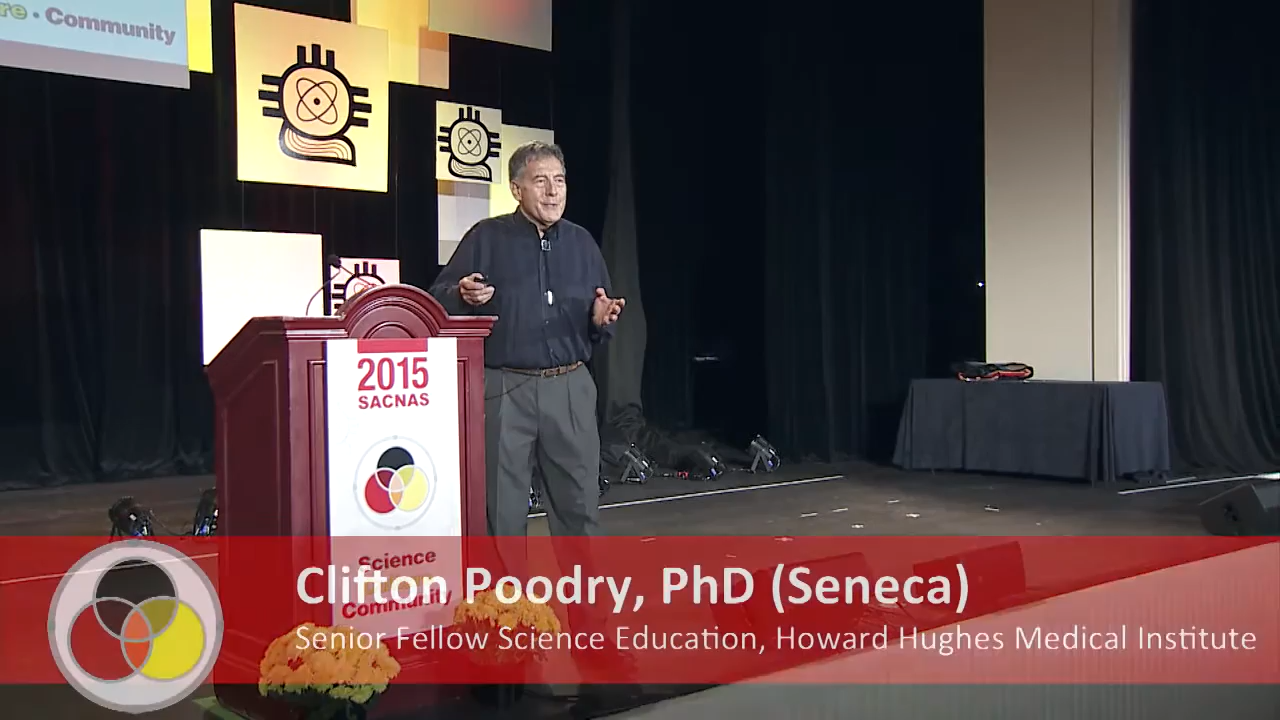 re • Community
2015
SACNAS
Science
Community
Clifton Poodry, PhD (Seneca)
Senior Fellow Science Education, Howard Hughes Medical Institute